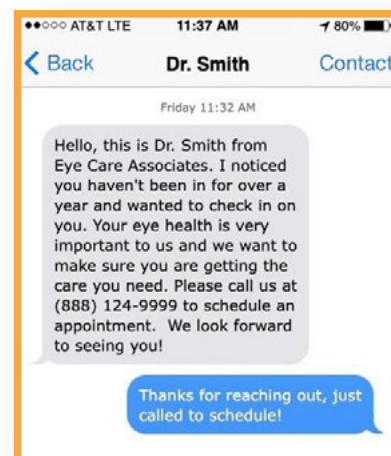 AT&T LTE 11:37 AM 80%
Back Dr. Smith Contact
Friday 11:32 AM
Hello, this is Dr. Smith from
Eye Care Associates. I noticed
you haven't been in for over a
year and wanted to check in on
you. Your eye health is very
important to us and we want to
make sure you are getting the
care you need. Please call us at
(888) 124-9999 to schedule an
appointment. We look forward
to seeing you!
Thanks for reaching out, just
called to schedule!